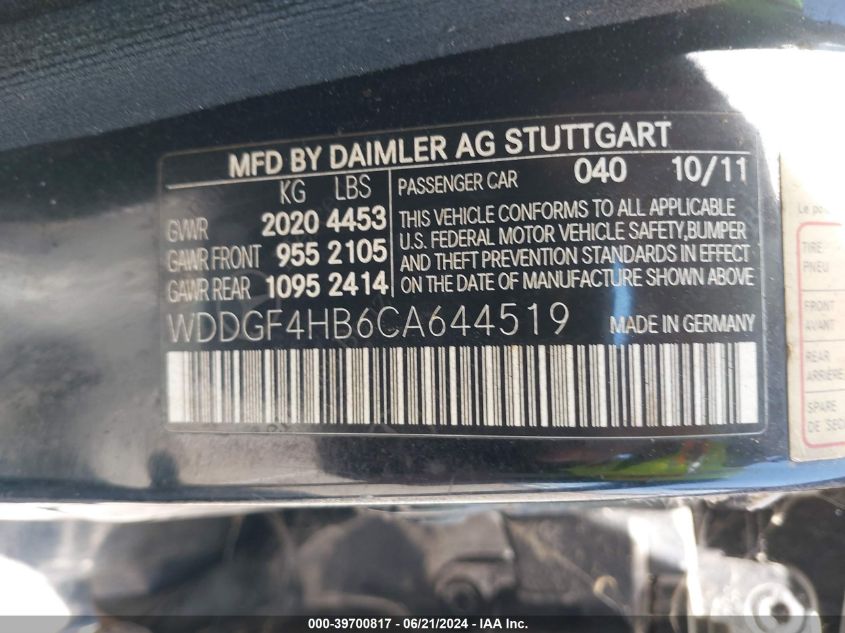 MFD BY DAIMLER AG STUTTGART
KG LBS PASSENGER CAR 040 10/11
GVWR 2020 4453
GAWR FRONT 955 2105
GAWR REAR 1095 2414
THIS VEHICLE CONFORMS TO ALL APPLICABLE
U.S. FEDERAL MOTOR VEHICLE SAFETY,BUMPER
AND THEFT PREVENTION STANDARDS IN EFFECT
ON THE DATE OF MANUFACTURE SHOWN ABOVE
WDDGF4HB6CA644519 MADE IN GERMANY
Le
TIRE
PNEU
FRONT
AVANT
REAR
ARRIÈRE
SPARE
DE
000-39700817 - 06/21/2024 - IAA Inc.